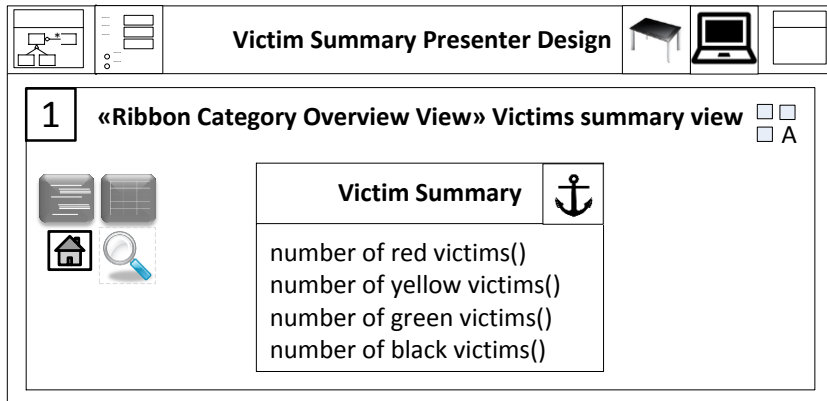 Victim Summary Presenter Design
1
«Ribbon Category Overview View» Victims summary view
A
Victim Summary
number of red victims()
number of yellow victims()
number of green victims()
number of black victims()